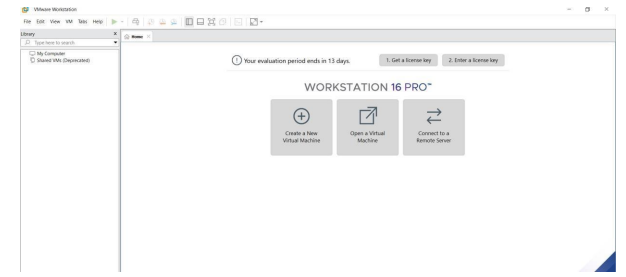 VMware Workstation
File Edit View VM Tabs Help
Library
Type here to search
My Computer
Shared VMs (Deprecated)
Home
Your evaluation period ends in 13 days.
1. Get a license key
2. Enter a license key
WORKSTATION 16 PRO™
Create a New
Virtual Machine
Open a Virtual
Machine
Connect to a
Remote Server